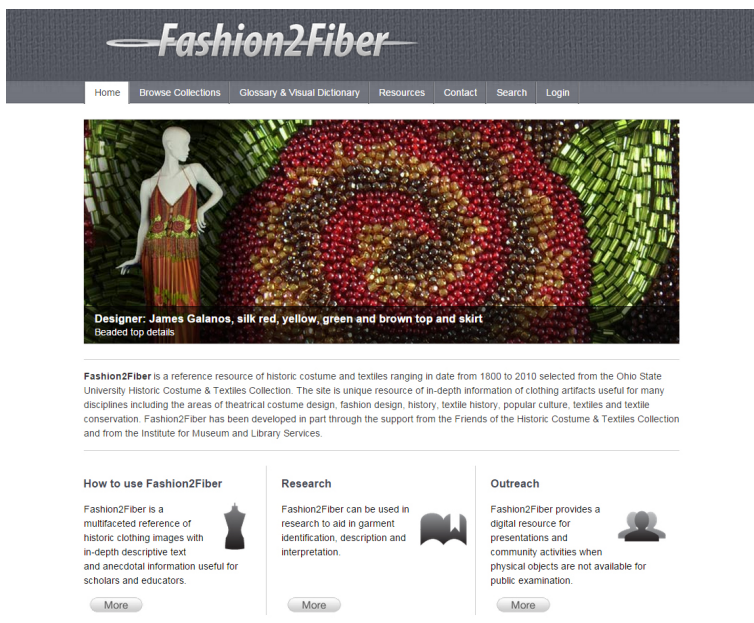 Fashion2Fiber
Home Browse Collections Glossary & Visual Dictionary Resources Contact Search Login
Designer: James Galanos, silk red, yellow, green and brown top and skirt
Beaded top details
Fashion2Fiber is a reference resource of historic costume and textiles ranging in date from 1800 to 2010 selected from the Ohio State
University Historic Costume & Textiles Collection. The site is unique resource of in-depth information of clothing artifacts useful for many
disciplines including the areas of theatrical costume design, fashion design, history, textile history, popular culture, textiles and textile
conservation. Fashion2Fiber has been developed in part through the support from the Friends of the Historic Costume & Textiles Collection
and from the Institute for Museum and Library Services.
How to use Fashion2Fiber
Fashion2Fiber is a
multifaceted reference of
historic clothing images with
in-depth descriptive text
and anecdotal information useful for
scholars and educators.
More
Research
Fashion2Fiber can be used in
research to aid in garment
identification, description and
interpretation.
More
Outreach
Fashion2Fiber provides a
digital resource for
presentations and
community activities when
physical objects are not available for
public examination.
More